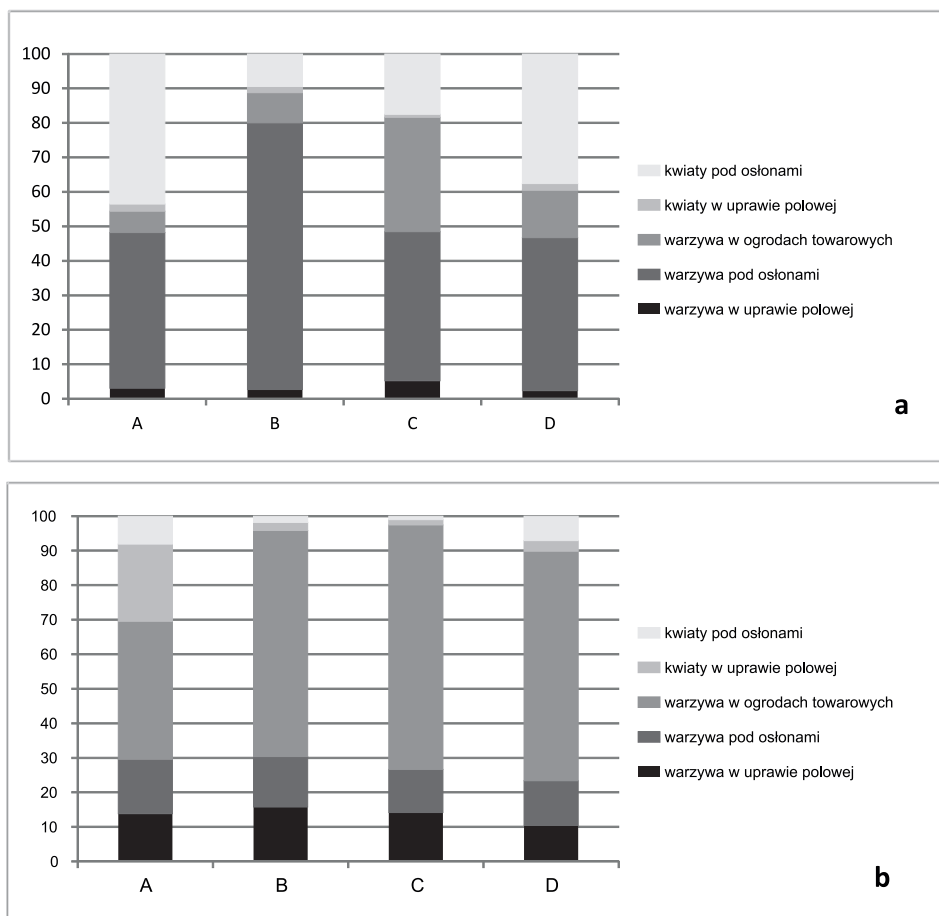 100
90
80
70
60
50
40
30
20
10
0
A B C D
kwiaty pod osłonami
kwiaty w uprawie polowej
warzywa w ogrodach towarowych
warzywa pod osłonami
warzywa w uprawie polowej
a
100
90
80
70
60
50
40
30
20
10
0
A B C D
kwiaty pod osłonami
kwiaty w uprawie polowej
warzywa w ogrodach towarowych
warzywa pod osłonami
warzywa w uprawie polowej
b